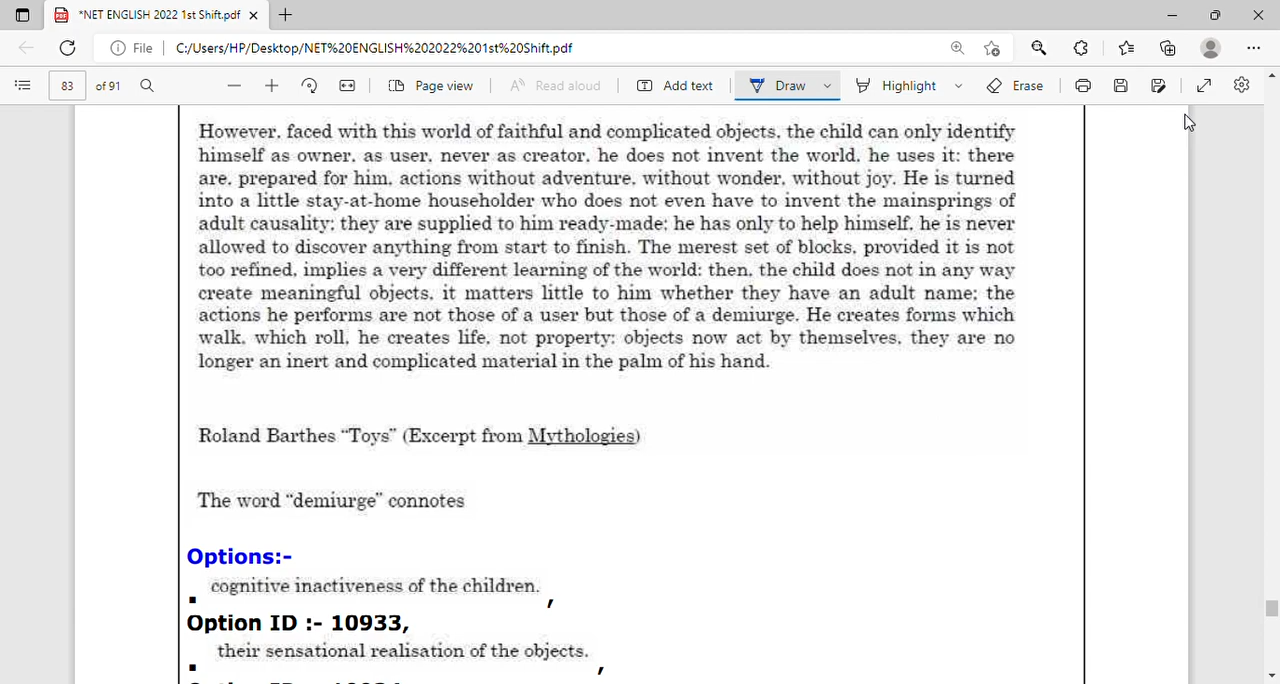 *NET ENGLISH 2022 1st Shift.pdf
File C:/Users/HP/Desktop/NET%20ENGLISH%202022%201st%20Shift.pdf
83 of 91 Page view Read aloud Add text Draw Highlight Erase
However, faced with this world of faithful and complicated objects, the child can only identify
himself as owner, as user, never as creator, he does not invent the world, he uses it: there
are, prepared for him, actions without adventure, without wonder, without joy. He is turned
into a little stay-at-home householder who does not even have to invent the mainsprings of
adult causality; they are supplied to him ready-made: he has only to help himself, he is never
allowed to discover anything from start to finish. The merest set of blocks, provided it is not
too refined, implies a very different learning of the world: then, the child does not in any way
create meaningful objects, it matters little to him whether they have an adult name; the
actions he performs are not those of a user but those of a demiurge. He creates forms which
walk, which roll, he creates life, not property: objects now act by themselves, they are no
longer an inert and complicated material in the palm of his hand.
Roland Barthes “Toys” (Excerpt from Mythologies)
The word “demiurge” connotes
Options:-
cognitive inactiveness of the children. ,
Option ID :- 10933,
their sensational realisation of the objects. ,